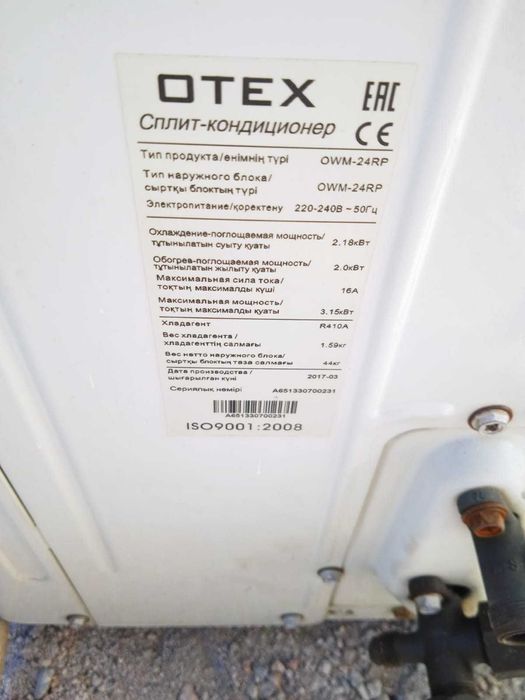 OTEX
EAC
Сплит-кондиционер
CE
Тип продукта/өнімнің түрі OWM-24RP
Тип наружного блока/
сыртқы блоктың түрі OWM-24RP
Электропитание/қоректену 220-240В ~ 50Гц
Охлаждение-поглощаемая мощность/
тұтынылатын суыту қуаты 2.18кВт
Обогрев-поглощаемая мощность/
тұтынылатын жылыту қуаты 2.0кВт
Максимальная сила тока/
тоқтың максималды күші 16А
Максимальная мощность/
тоқтың максималды қуаты 3.15кВт
Хладагент R410A
Вес хладагента/
хладагенттің салмағы 1.59кг
Вес нетто наружного блока/
сыртқы блоктың таза салмағы 44кг
Дата производства/
шығарылған күні 2017-03
Сериялық нөмірі A651330700231
A651330700231
ISO9001:2008